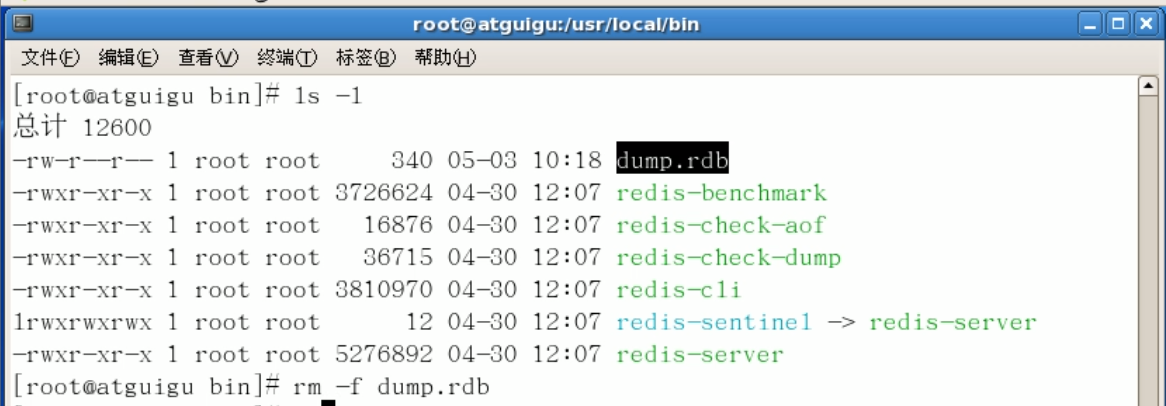 root@atguigu:/usr/local/bin
文件(F) 编辑(E) 查看(V) 终端(T) 标签(B) 帮助(H)
[root@atguigu bin]# ls -l
总计 12600
-rw-r--r-- 1 root root 340 05-03 10:18 dump.rdb
-rwxr-xr-x 1 root root 3726624 04-30 12:07 redis-benchmark
-rwxr-xr-x 1 root root 16876 04-30 12:07 redis-check-aof
-rwxr-xr-x 1 root root 36715 04-30 12:07 redis-check-dump
-rwxr-xr-x 1 root root 3810970 04-30 12:07 redis-cli
lrwxrwxrwx 1 root root 12 04-30 12:07 redis-sentinel -> redis-server
-rwxr-xr-x 1 root root 5276892 04-30 12:07 redis-server
[root@atguigu bin]# rm -f dump.rdb